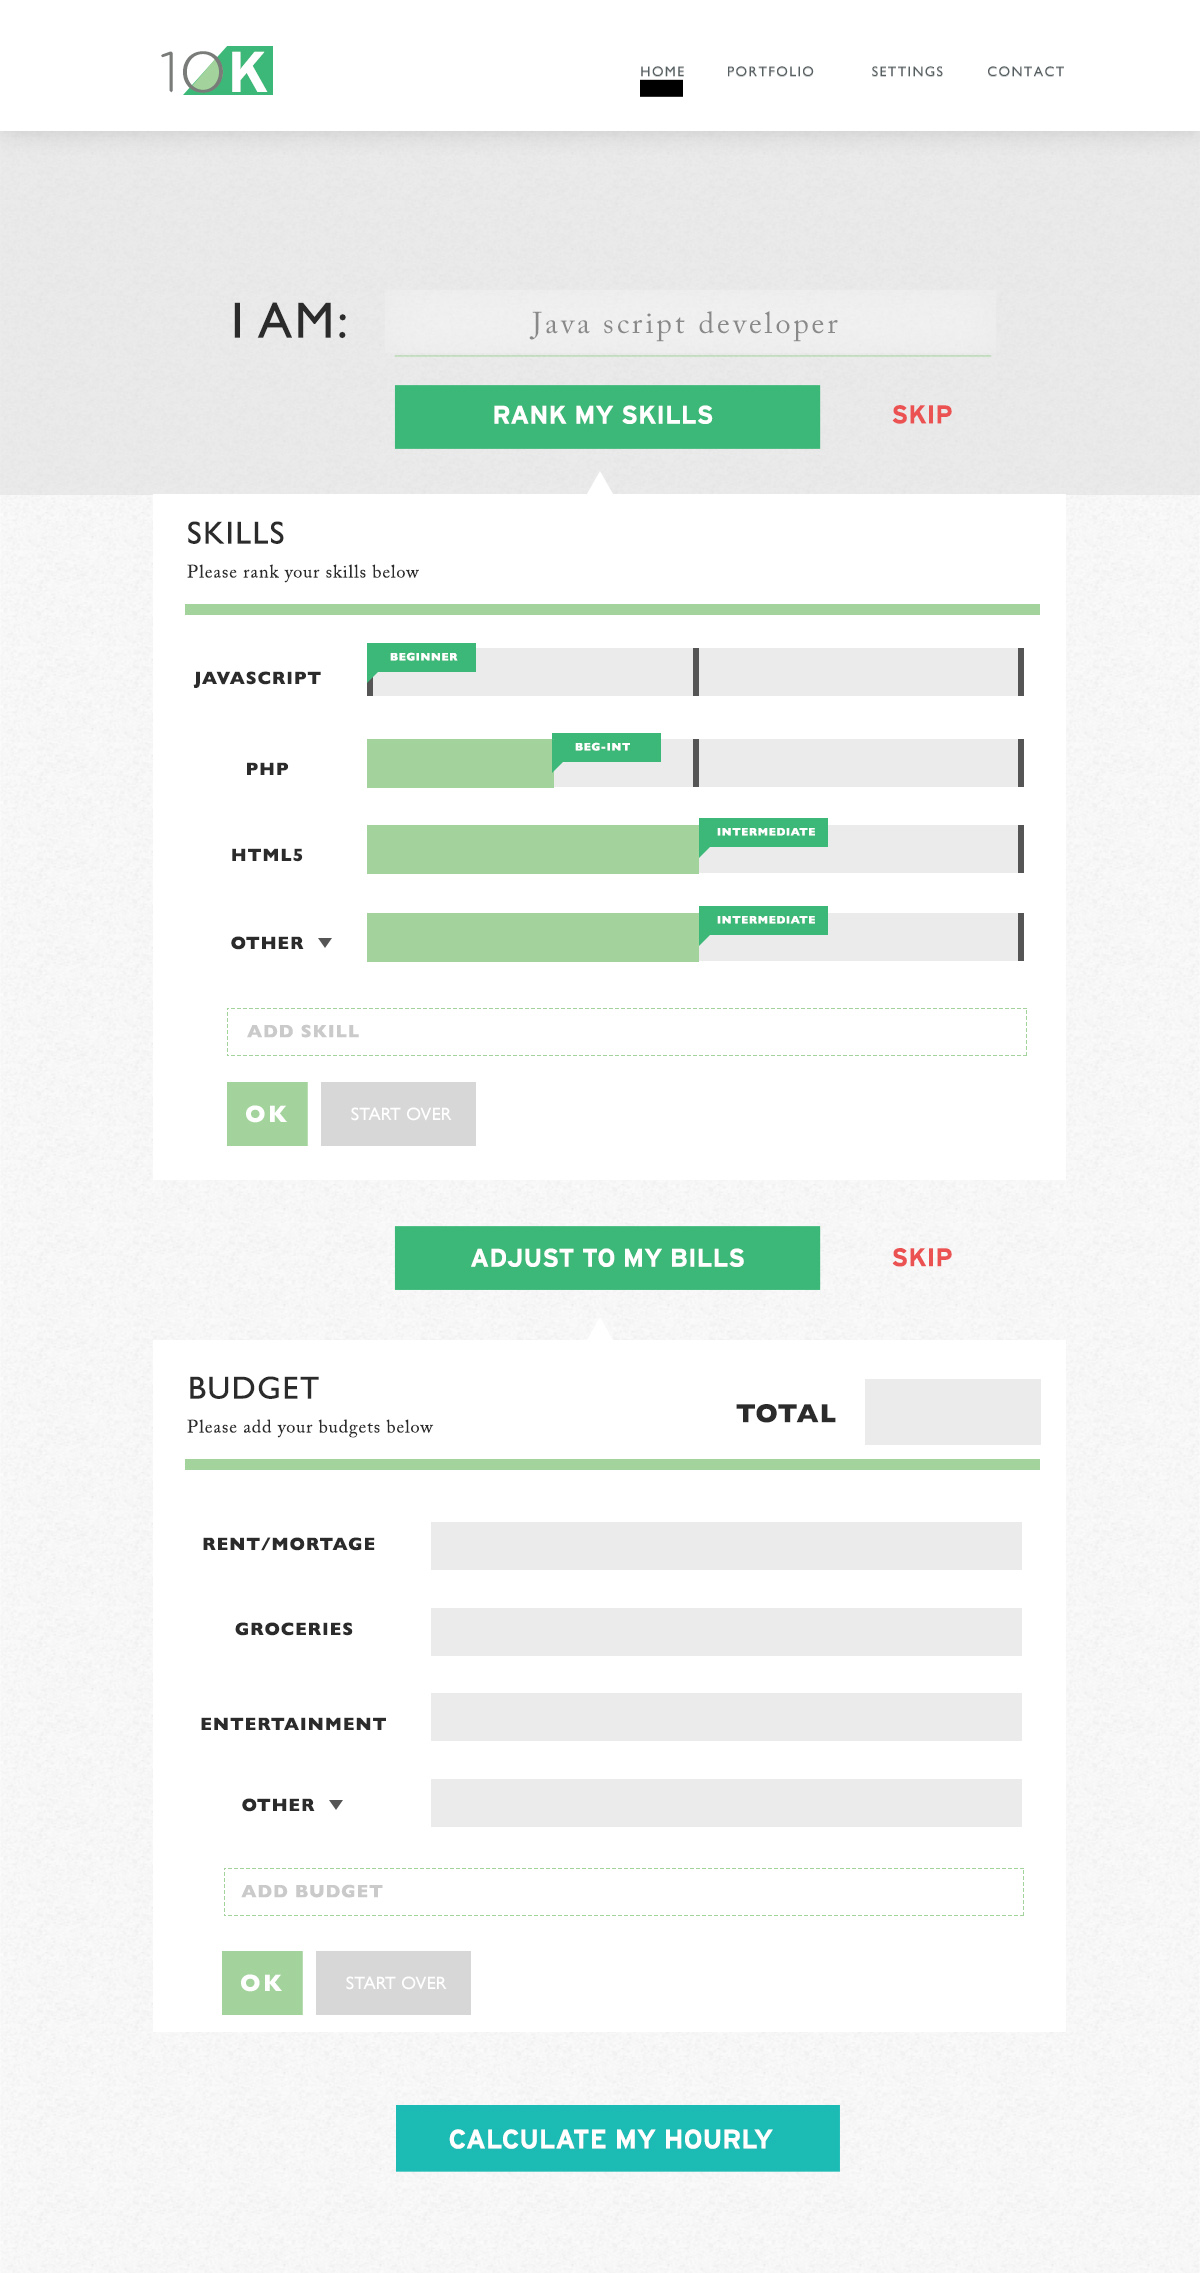 10K
HOME PORTFOLIO SETTINGS CONTACT
I AM: Java script developer
RANK MY SKILLS SKIP
SKILLS
Please rank your skills below
BEGINNER
JAVASCRIPT
BEG-INT
PHP
INTERMEDIATE
HTML5
INTERMEDIATE
OTHER
ADD SKILL
OK START OVER
ADJUST TO MY BILLS SKIP
BUDGET
TOTAL
Please add your budgets below
RENT/MORTAGE
GROCERIES
ENTERTAINMENT
OTHER
ADD BUDGET
OK START OVER
CALCULATE MY HOURLY